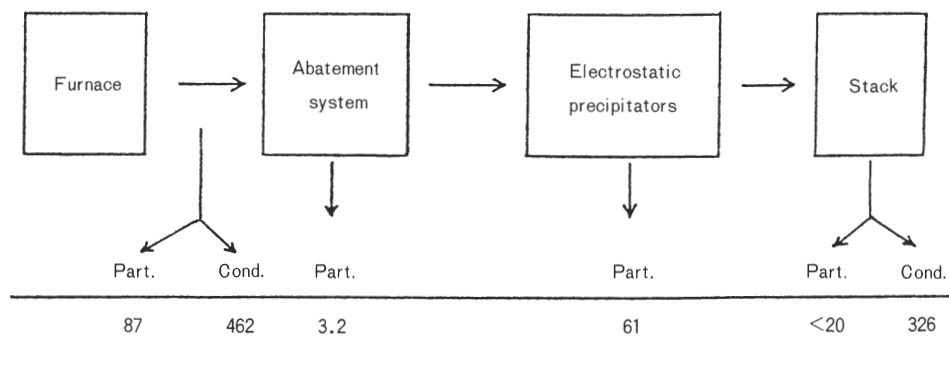 Furnace
Abatement
system
Electrostatic
precipitators
Stack
Part. Cond. Part. Part. Part. Cond.
87 462 3.2 61 <20 326